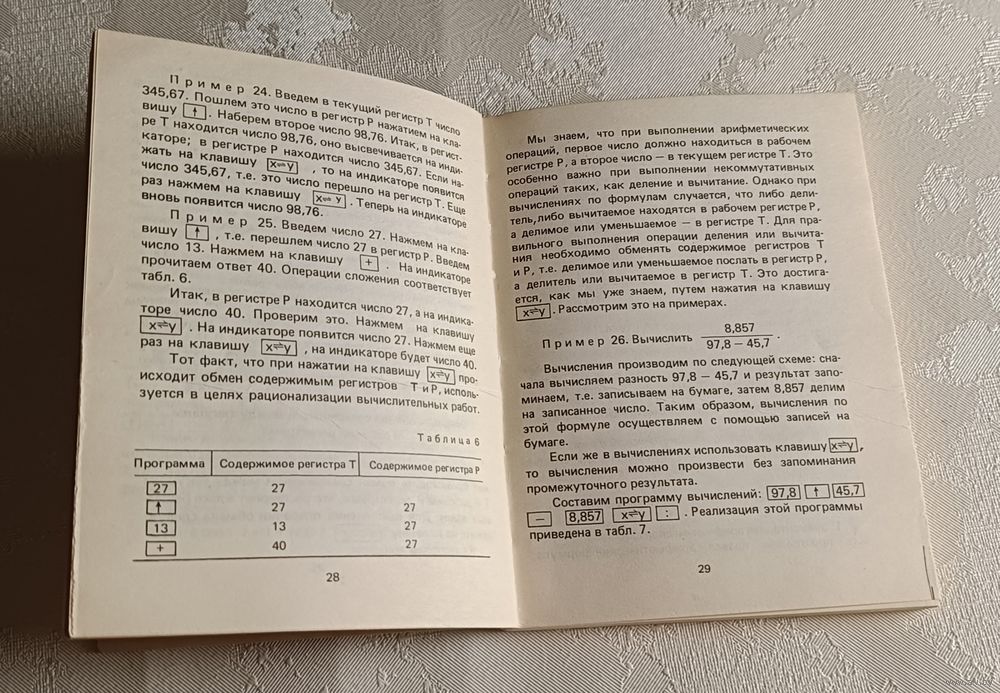 П р и м е р 24. Введем в текущий регистр Т число
345,67. Пошлем это число в регистр Р нажатием на кла-
вишу ↑ . Наберем второе число 98,76. Итак, в регист-
ре Т находится число 98,76, оно высвечивается на инди-
каторе; в регистре Р находится число 345,67. Если на-
жать на клавишу x⇌y , то на индикаторе появится
число 345,67, т.е. это число перешло на регистр Т. Еще
раз нажмем на клавишу x⇌y . Теперь на индикаторе
вновь появится число 98,76.
П р и м е р 25. Введем число 27. Нажмем на кла-
вишу ↑ , т.е. перешлем число 27 в регистр Р. Введем
число 13. Нажмем на клавишу + . На индикаторе
прочитаем ответ 40. Операции сложения соответствует
табл. 6.
Итак, в регистре Р находится число 27, а на индика-
торе число 40. Проверим это. Нажмем на клавишу
x⇌y . На индикаторе появится число 27. Нажмем еще
раз на клавишу x⇌y , на индикаторе будет число 40.
Тот факт, что при нажатии на клавишу x⇌y про-
исходит обмен содержимым регистров Т и Р, исполь-
зуется в целях рационализации вычислительных работ.
Т а б л и ц а 6
Программа Содержимое регистра Т Содержимое регистра Р
27 27
↑ 27 27
13 13 27
+ 40 27
28
Мы знаем, что при выполнении арифметических
операций, первое число должно находиться в рабочем
регистре Р, а второе число — в текущем регистре Т. Это
особенно важно при выполнении некоммутативных
операций таких, как деление и вычитание. Однако при
вычислениях по формулам случается, что либо дели-
тель,либо вычитаемое находятся в рабочем регистре Р,
а делимое или уменьшаемое — в регистре Т. Для пра-
вильного выполнения операции деления или вычита-
ния необходимо обменять содержимое регистров Т
и Р, т.е. делимое или уменьшаемое послать в регистр Р,
а делитель или вычитаемое в регистр Т. Это достига-
ется, как мы уже знаем, путем нажатия на клавишу
x⇌y . Рассмотрим это на примерах.
П р и м е р 26. Вычислить 8,857 / 97,8 — 45,7 .
Вычисления производим по следующей схеме: сна-
чала вычисляем разность 97,8 — 45,7 и результат запо-
минаем, т.е. записываем на бумаге, затем 8,857 делим
на записанное число. Таким образом, вычисления по
этой формуле осуществляем с помощью записей на
бумаге.
Если же в вычислениях использовать клавишу x⇌y ,
то вычисления можно произвести без запоминания
промежуточного результата.
Составим программу вычислений: 97,8 ↑ 45,7
— 8,857 x⇌y : . Реализация этой программы
приведена в табл. 7.
29